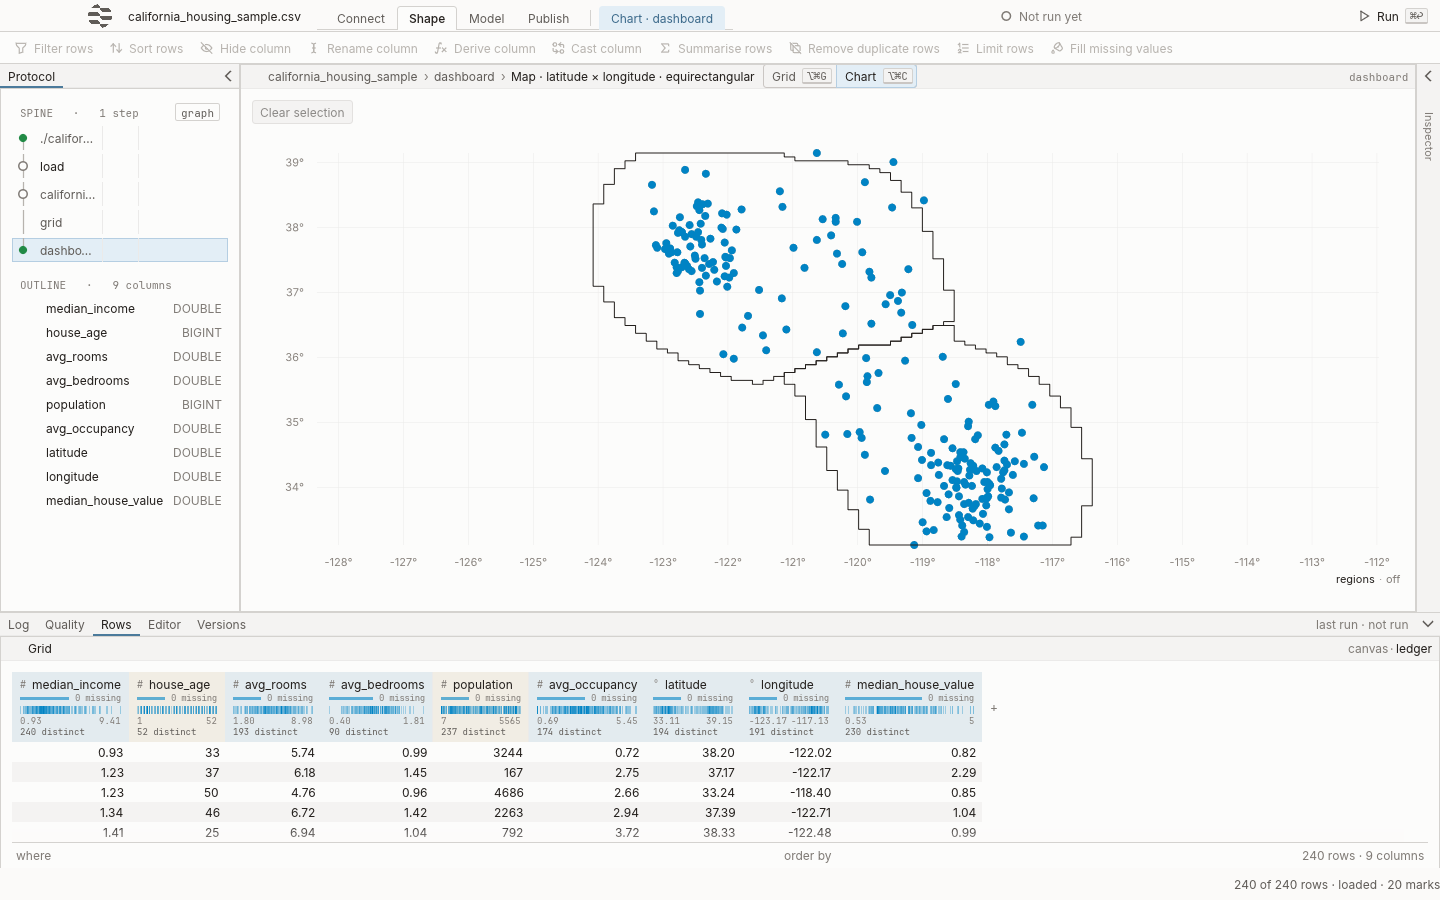 california_housing_sample.csv
Connect Shape Model Publish Chart · dashboard
Not run yet
Run
Filter rows Sort rows Hide column Rename column Derive column Cast column Summarise rows Remove duplicate rows Limit rows Fill missing values
Protocol
california_housing_sample › dashboard › Map · latitude × longitude · equirectangular Grid ⌥⌘G Chart ⌥⌘C dashboard
SPINE · 1 step graph
./califor...
load
californi...
grid
dashbo...
OUTLINE · 9 columns
median_income DOUBLE
house_age BIGINT
avg_rooms DOUBLE
avg_bedrooms DOUBLE
population BIGINT
avg_occupancy DOUBLE
latitude DOUBLE
longitude DOUBLE
median_house_value DOUBLE
Clear selection
39°
38°
37°
36°
35°
34°
-128° -127° -126° -125° -124° -123° -122° -121° -120° -119° -118° -117° -116° -115° -114° -113° -112°
regions · off
Inspector
Log Quality Rows Editor Versions last run · not run
Grid canvas · ledger
# median_income # house_age # avg_rooms # avg_bedrooms # population # avg_occupancy ° latitude ° longitude # median_house_value
0 missing 0 missing 0 missing 0 missing 0 missing 0 missing 0 missing 0 missing 0 missing
0.93 9.41 1 52 1.80 8.98 0.40 1.81 7 5565 0.69 5.45 33.11 39.15 -123.17 -117.13 0.53 5
240 distinct 52 distinct 193 distinct 90 distinct 237 distinct 174 distinct 194 distinct 191 distinct 230 distinct
+
0.93 33 5.74 0.99 3244 0.72 38.20 -122.02 0.82
1.23 37 6.18 1.45 167 2.75 37.17 -122.17 2.29
1.23 50 4.76 0.96 4686 2.66 33.24 -118.40 0.85
1.34 46 6.72 1.42 2263 2.94 37.39 -122.71 1.04
1.41 25 6.94 1.04 792 3.72 38.33 -122.48 0.99
where order by 240 rows · 9 columns
240 of 240 rows · loaded · 20 marks